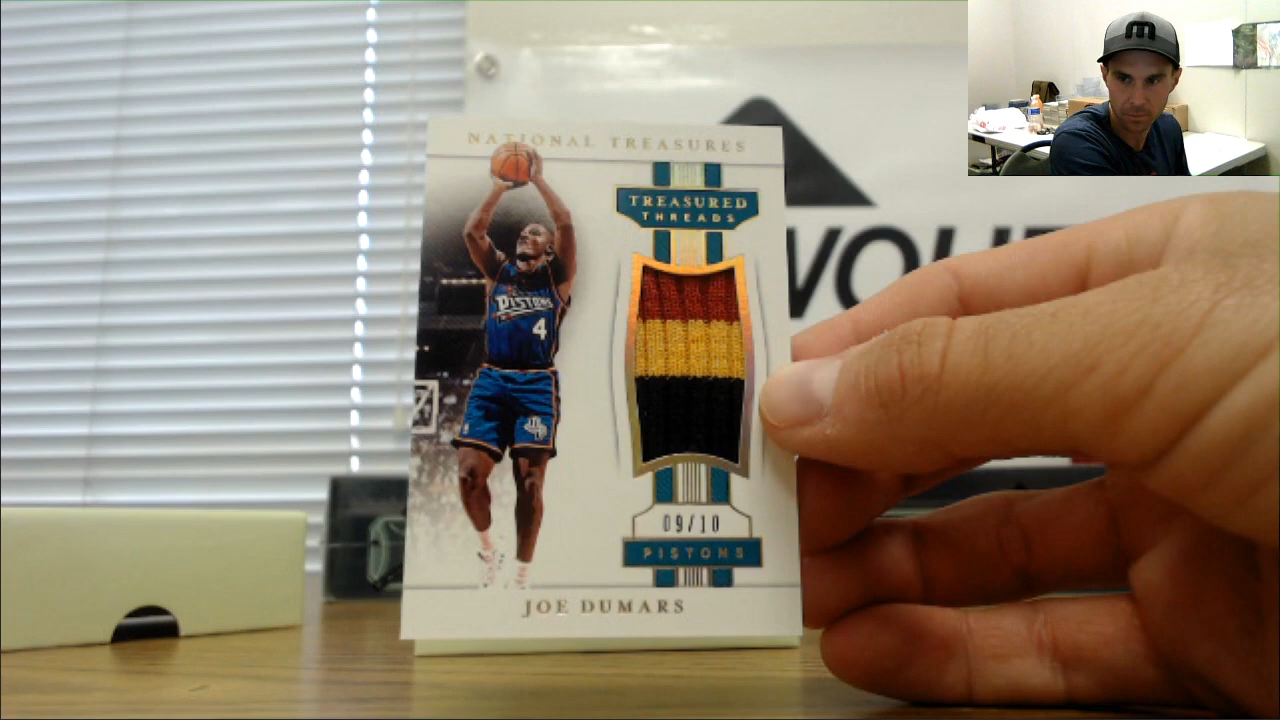 NATIONAL TREASURES
TREASURED
THREADS
PISTONS
4
09/10
PISTONS
JOE DUMARS